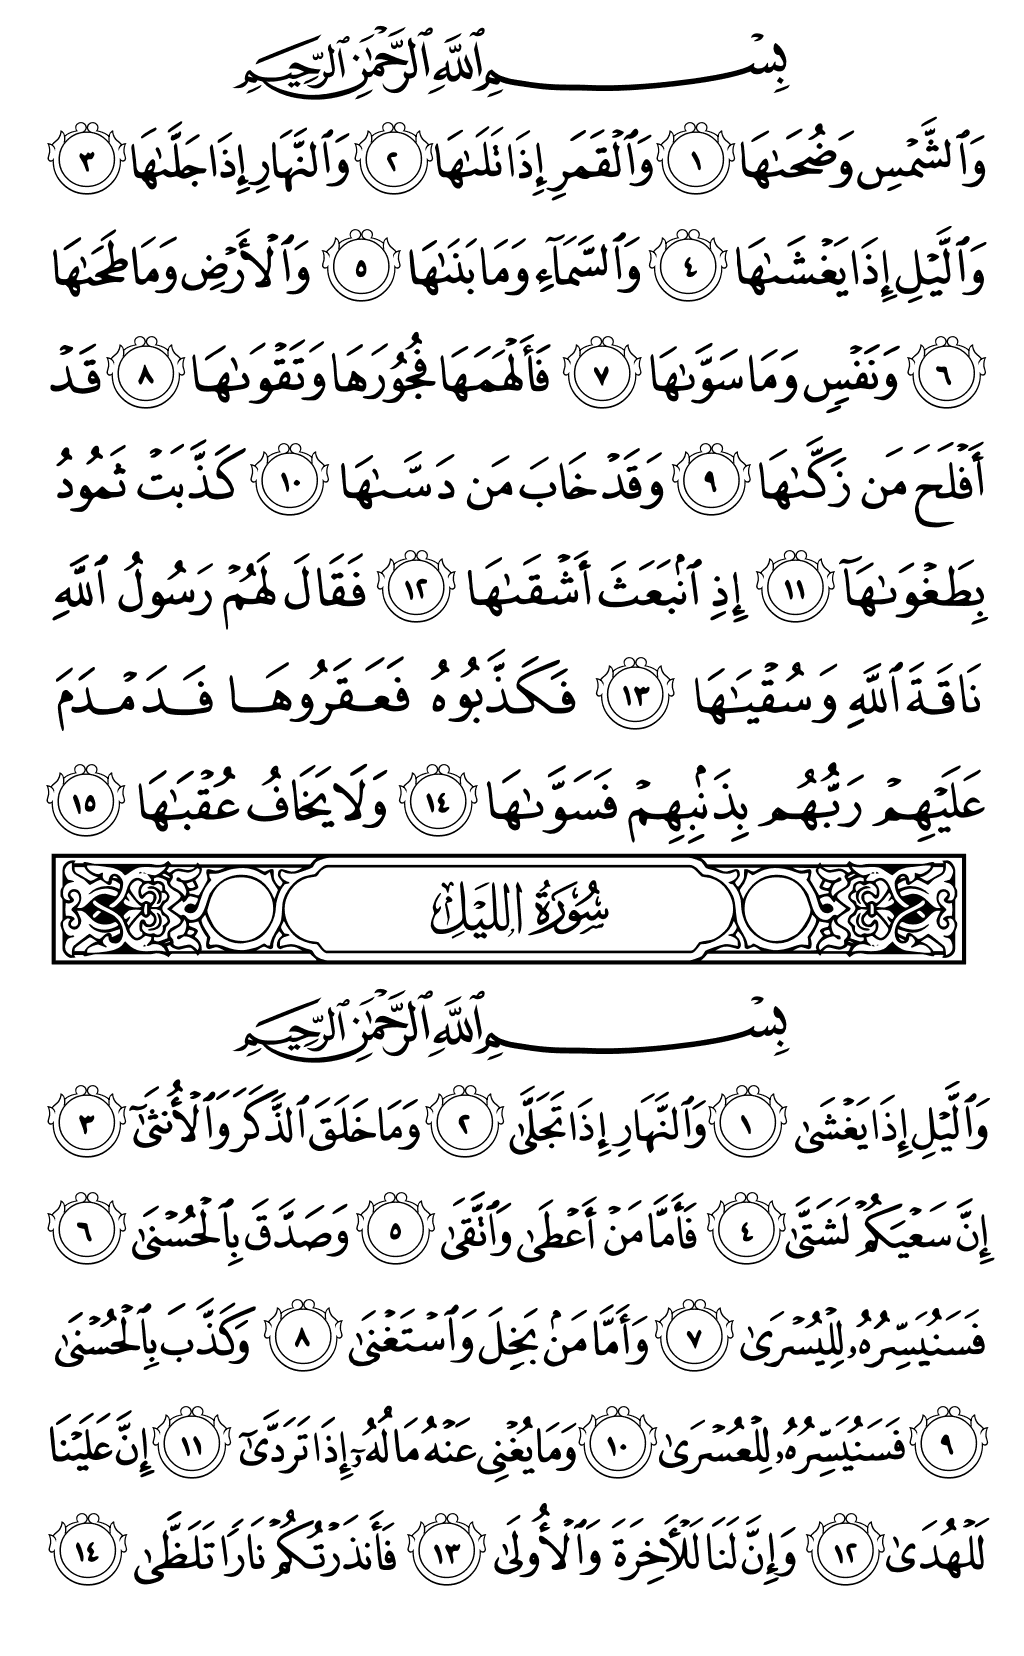 بِسْمِ ٱللَّهِ ٱلرَّحْمَٰنِ ٱلرَّحِيمِ
وَٱلشَّمْسِ وَضُحَىٰهَا ١ وَٱلْقَمَرِ إِذَا تَلَىٰهَا ٢ وَٱلنَّهَارِ إِذَا جَلَّىٰهَا ٣
وَٱلَّيْلِ إِذَا يَغْشَىٰهَا ٤ وَٱلسَّمَآءِ وَمَا بَنَىٰهَا ٥ وَٱلْأَرْضِ وَمَا طَحَىٰهَا
٦ وَنَفْسٍ وَمَا سَوَّىٰهَا ٧ فَأَلْهَمَهَا فُجُورَهَا وَتَقْوَىٰهَا ٨ قَدْ
أَفْلَحَ مَن زَكَّىٰهَا ٩ وَقَدْ خَابَ مَن دَسَّىٰهَا ١٠ كَذَّبَتْ ثَمُودُ
بِطَغْوَىٰهَآ ١١ إِذِ ٱنۢبَعَثَ أَشْقَىٰهَا ١٢ فَقَالَ لَهُمْ رَسُولُ ٱللَّهِ
نَاقَةَ ٱللَّهِ وَسُقْيَٰهَا ١٣ فَكَذَّبُوهُ فَعَقَرُوهَا فَدَمْدَمَ
عَلَيْهِمْ رَبُّهُم بِذَنۢبِهِمْ فَسَوَّىٰهَا ١٤ وَلَا يَخَافُ عُقْبَٰهَا ١٥
سُورَةُ اللَّيْلِ
بِسْمِ ٱللَّهِ ٱلرَّحْمَٰنِ ٱلرَّحِيمِ
وَٱلَّيْلِ إِذَا يَغْشَىٰ ١ وَٱلنَّهَارِ إِذَا تَجَلَّىٰ ٢ وَمَا خَلَقَ ٱلذَّكَرَ وَٱلْأُنثَىٰٓ ٣
إِنَّ سَعْيَكُمْ لَشَتَّىٰ ٤ فَأَمَّا مَنْ أَعْطَىٰ وَٱتَّقَىٰ ٥ وَصَدَّقَ بِٱلْحُسْنَىٰ ٦
فَسَنُيَسِّرُهُۥ لِلْيُسْرَىٰ ٧ وَأَمَّا مَنۢ بَخِلَ وَٱسْتَغْنَىٰ ٨ وَكَذَّبَ بِٱلْحُسْنَىٰ
٩ فَسَنُيَسِّرُهُۥ لِلْعُسْرَىٰ ١٠ وَمَا يُغْنِى عَنْهُ مَالُهُۥٓ إِذَا تَرَدَّىٰٓ ١١ إِنَّ عَلَيْنَا
لَلْهُدَىٰ ١٢ وَإِنَّ لَنَا لَلْأَخِرَةَ وَٱلْأُولَىٰ ١٣ فَأَنذَرْتُكُمْ نَارًا تَلَظَّىٰ ١٤